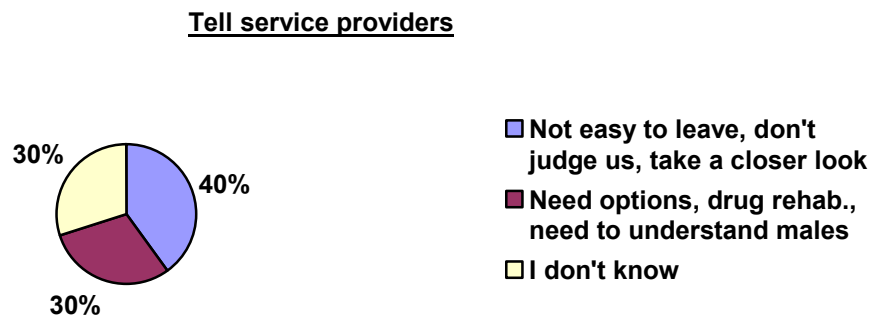 Tell service providers
30%
40%
30%
Not easy to leave, don't
judge us, take a closer look
Need options, drug rehab.,
need to understand males
I don't know